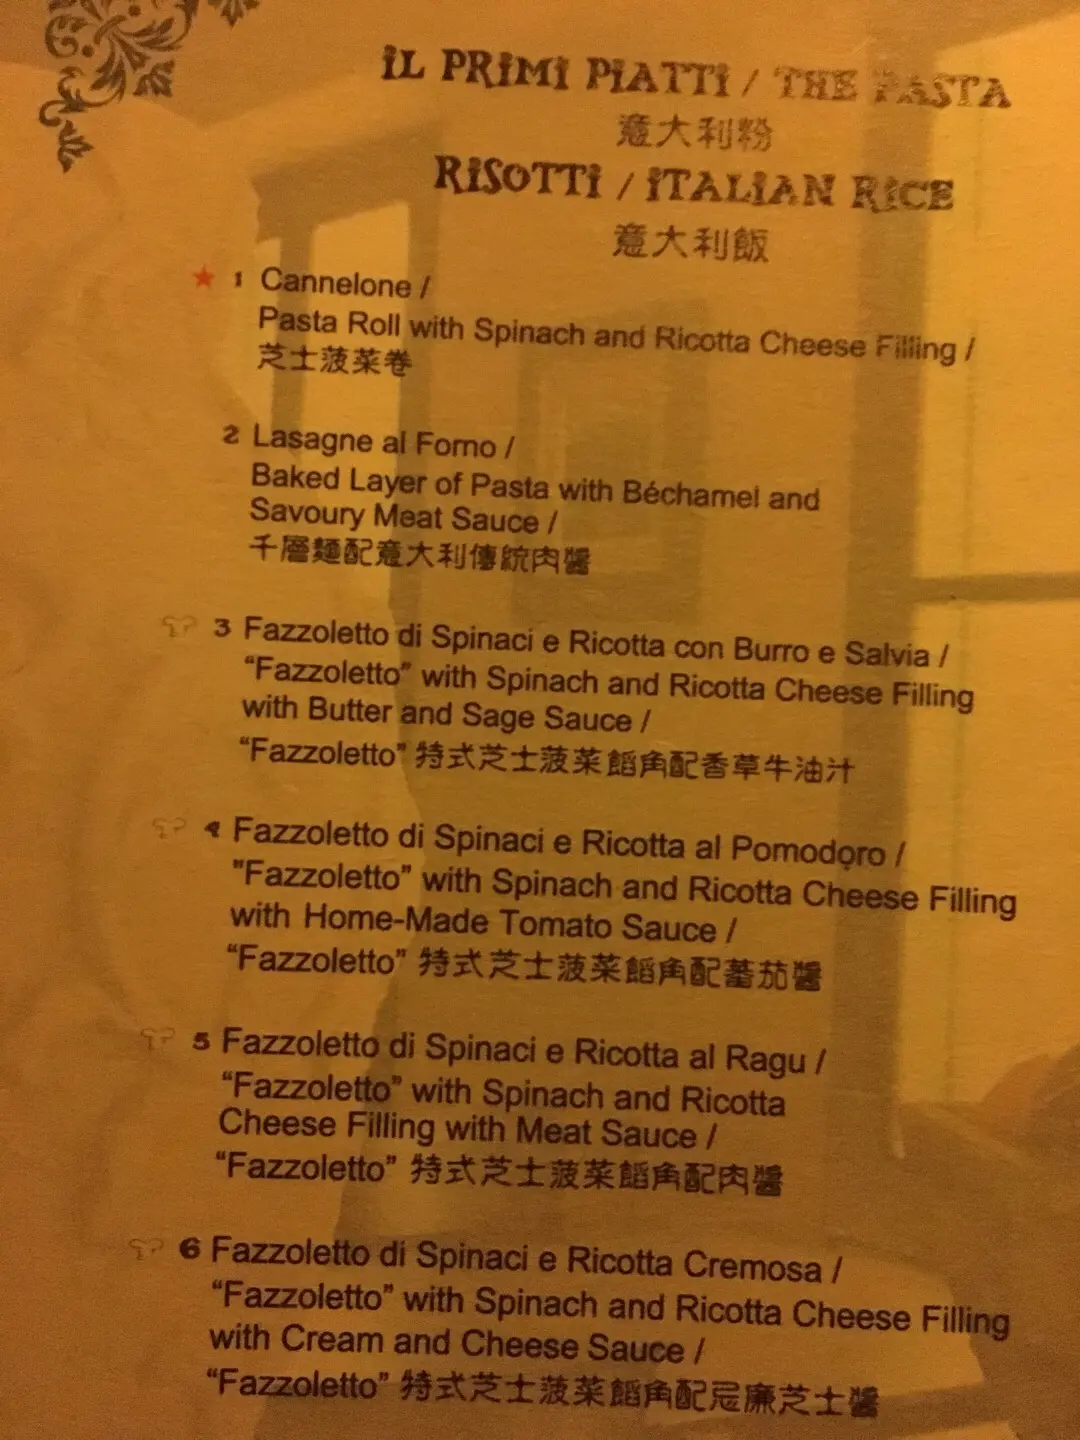 iL PRiMi PiATTi / THE PASTA
意大利粉
RiSOTTi / iTALiAN RiCE
意大利飯
1 Cannelone /
Pasta Roll with Spinach and Ricotta Cheese Filling /
芝士菠菜卷
2 Lasagne al Forno /
Baked Layer of Pasta with Béchamel and
Savoury Meat Sauce /
千層麵配意大利傳統肉醬
3 Fazzoletto di Spinaci e Ricotta con Burro e Salvia /
“Fazzoletto” with Spinach and Ricotta Cheese Filling
with Butter and Sage Sauce /
“Fazzoletto” 特式芝士菠菜餡角配香草牛油汁
4 Fazzoletto di Spinaci e Ricotta al Pomodoro /
"Fazzoletto” with Spinach and Ricotta Cheese Filling
with Home-Made Tomato Sauce /
“Fazzoletto” 特式芝士菠菜餡角配蕃茄醬
5 Fazzoletto di Spinaci e Ricotta al Ragu /
“Fazzoletto” with Spinach and Ricotta
Cheese Filling with Meat Sauce /
“Fazzoletto” 特式芝士菠菜餡角配肉醬
6 Fazzoletto di Spinaci e Ricotta Cremosa /
“Fazzoletto” with Spinach and Ricotta Cheese Filling
with Cream and Cheese Sauce /
“Fazzoletto” 特式芝士菠菜餡角配忌廉芝士醬